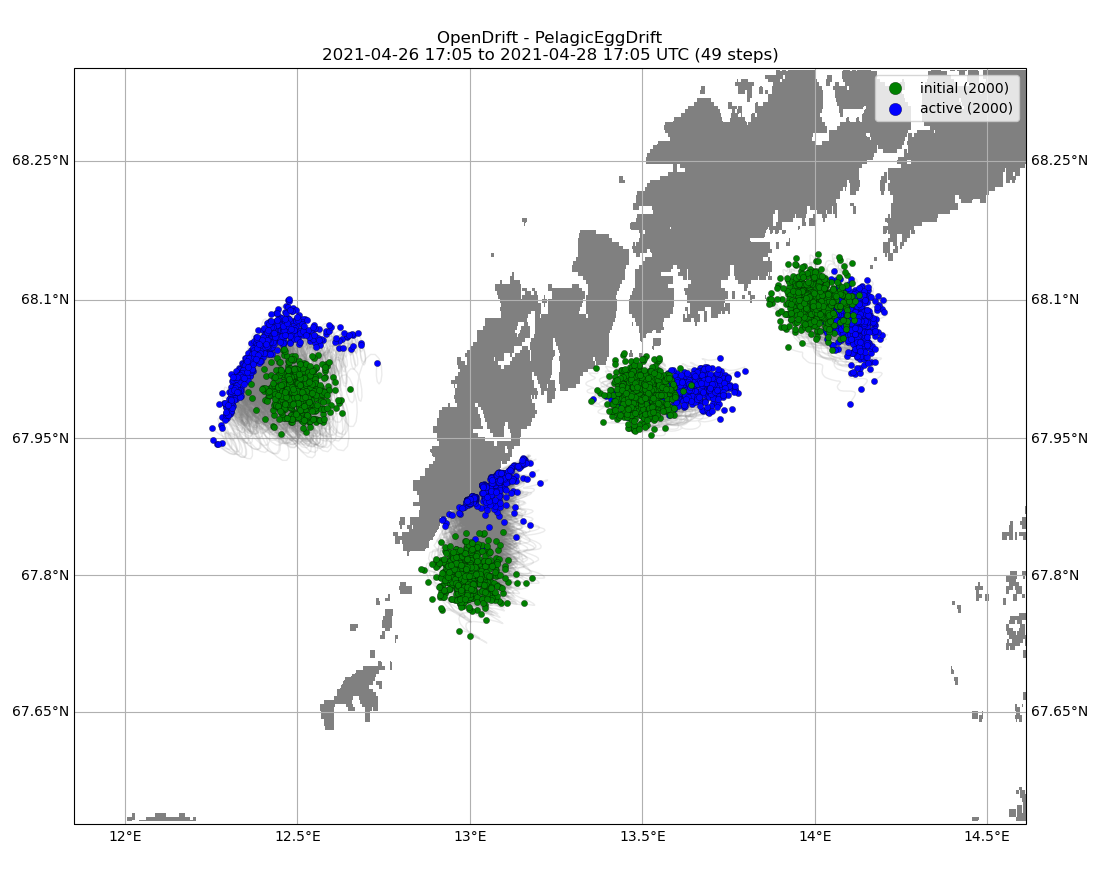 OpenDrift - PelagicEggDrift
2021-04-26 17:05 to 2021-04-28 17:05 UTC (49 steps)
initial (2000)
active (2000)
68.25°N 68.25°N
68.1°N 68.1°N
67.95°N 67.95°N
67.8°N 67.8°N
67.65°N 67.65°N
12°E 12.5°E 13°E 13.5°E 14°E 14.5°E